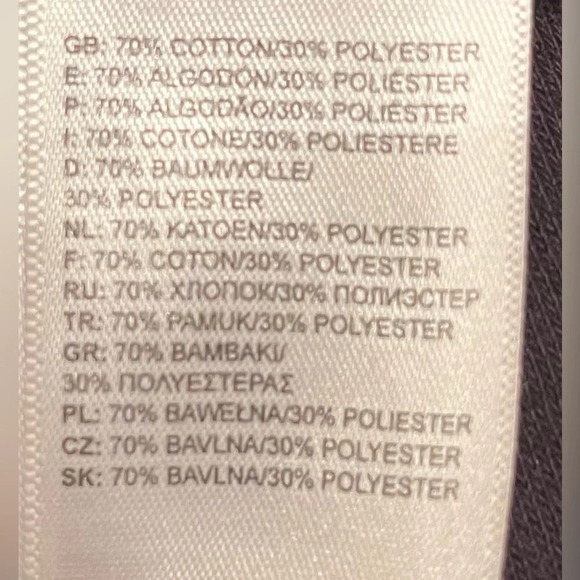 GB: 70% COTTON/30% POLYESTER
E: 70% ALGODÓN/30% POLIÉSTER
P: 70% ALGODÃO/30% POLIÉSTER
I: 70% COTONE/30% POLIESTERE
D: 70% BAUMWOLLE/
30% POLYESTER
NL: 70% KATOEN/30% POLYESTER
F: 70% COTON/30% POLYESTER
RU: 70% ХЛОПОК/30% ПОЛИЭСТЕР
TR: 70% PAMUK/30% POLYESTER
GR: 70% ΒΑΜΒΑΚΙ/
30% ΠΟΛΥΕΣΤΕΡΑΣ
PL: 70% BAWEŁNA/30% POLIESTER
CZ: 70% BAVLNA/30% POLYESTER
SK: 70% BAVLNA/30% POLYESTER